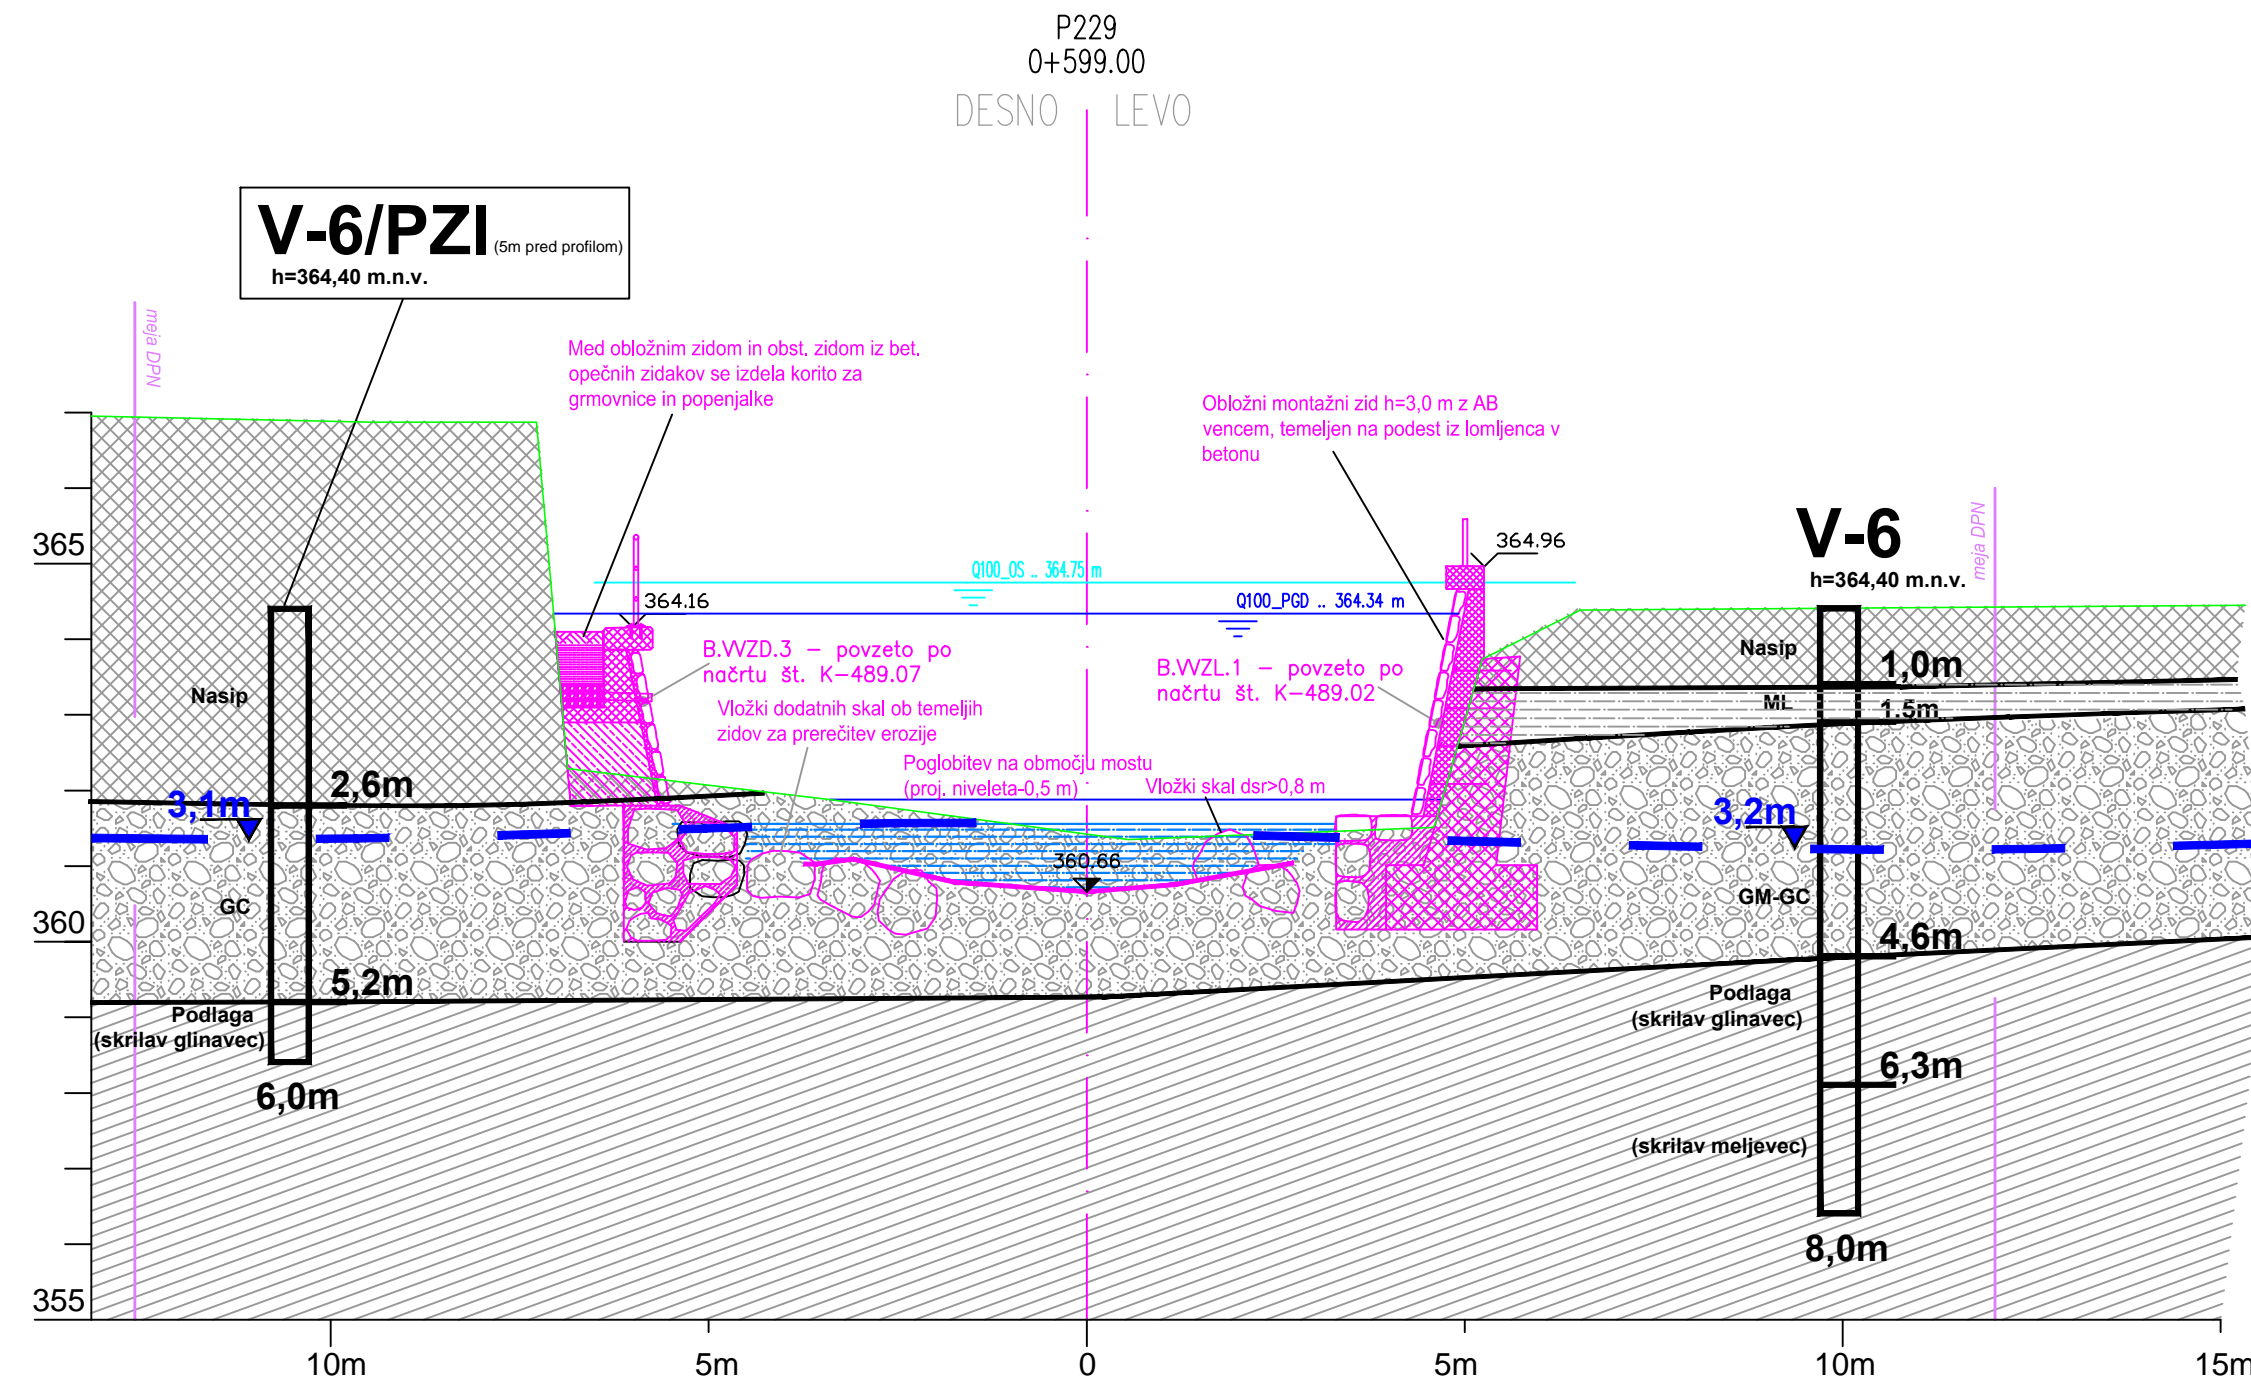 P229
0+599.00
DESNO LEVO
V-6/PZI (5m pred profilom)
h=364,40 m.n.v.
meja DPN
Med obložnim zidom in obst. zidom iz bet.
opečnih zidakov se izdela korito za
grmovnice in popenjalke
Obložni montažni zid h=3,0 m z AB
vencem, temeljen na podest iz lomljenca v
betonu
V-6
h=364,40 m.n.v.
meja DPN
365
364.96
Q100_OS .. 364.75 m
Q100_PGD .. 364.34 m
364.16
B.VVZD.3 – povzeto po
načrtu št. K–489.07
B.VVZL.1 – povzeto po
načrtu št. K–489.02
Vložki dodatnih skal ob temeljih
zidov za prerečitev erozije
Poglobitev na območju mostu
(proj. niveleta-0,5 m)
Vložki skal dsr>0,8 m
Nasip
Nasip
1,0m
ML
1.5m
2,6m
3,1m
3,2m
360.66
GC
GM-GC
360
4,6m
5,2m
Podlaga
(skrilav glinavec)
Podlaga
(skrilav glinavec)
6,0m
6,3m
(skrilav meljevec)
8,0m
355
10m 5m 0 5m 10m 15m